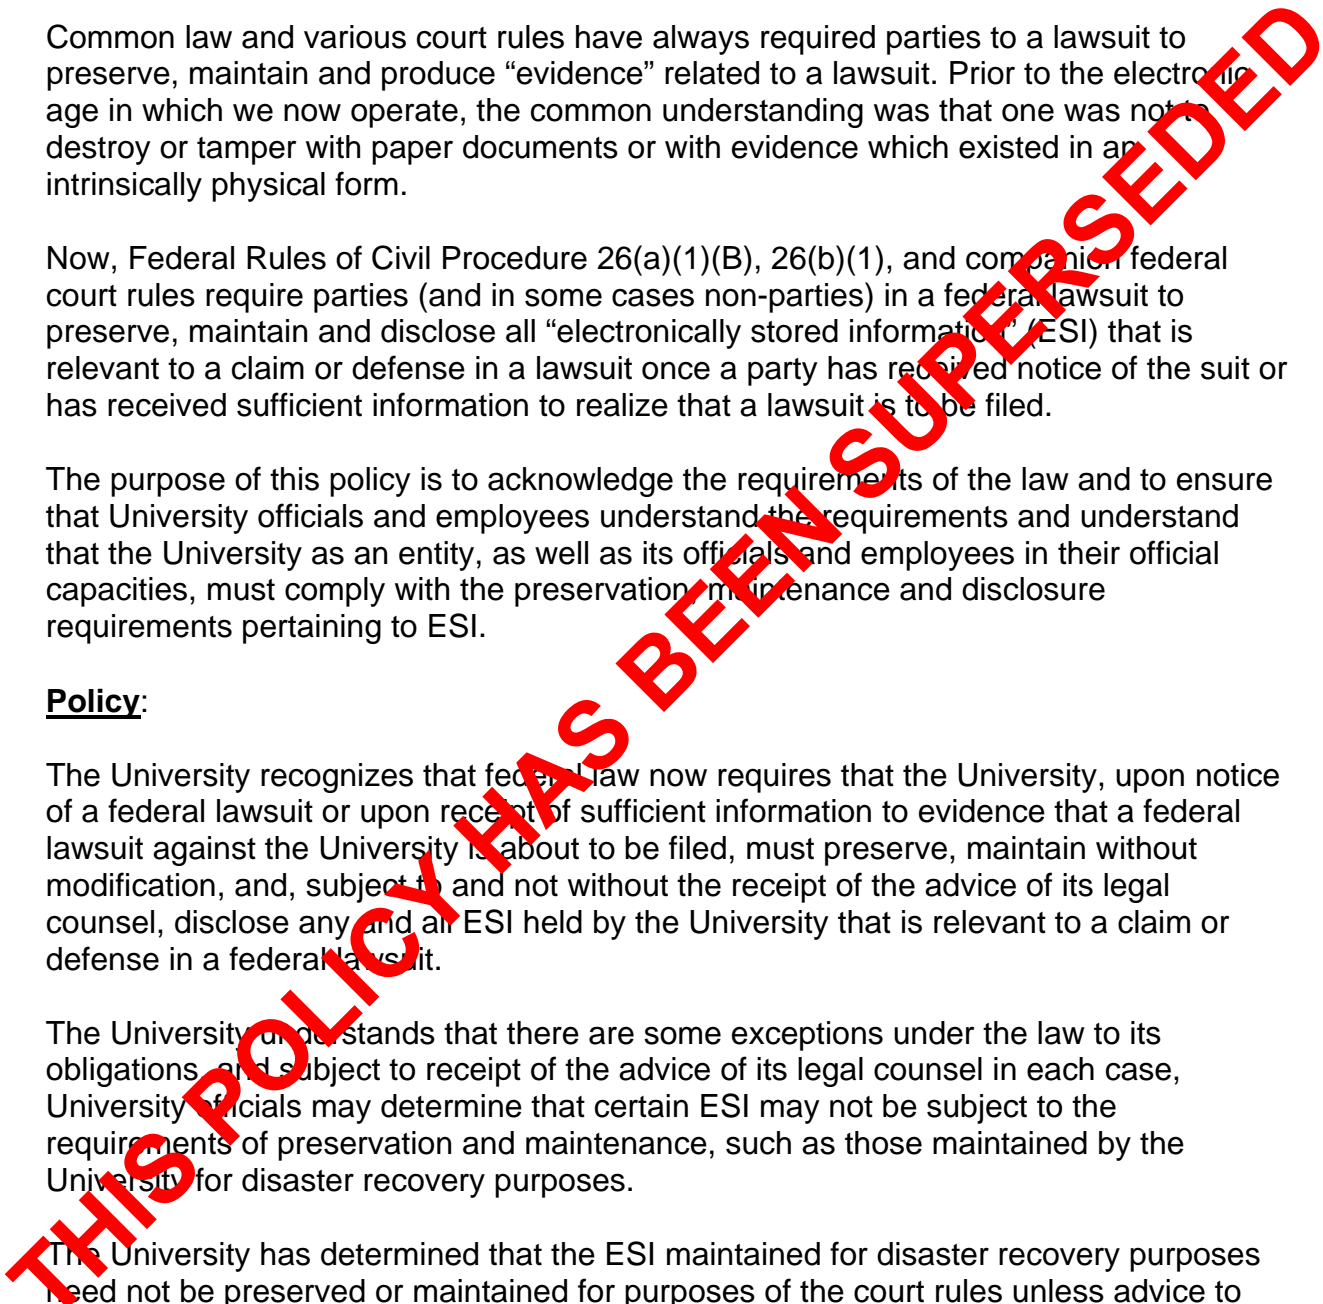 Common law and various court rules have always required parties to a lawsuit to
preserve, maintain and produce “evidence” related to a lawsuit. Prior to the electronic
age in which we now operate, the common understanding was that one was not to
destroy or tamper with paper documents or with evidence which existed in an
intrinsically physical form.
Now, Federal Rules of Civil Procedure 26(a)(1)(B), 26(b)(1), and companion federal
court rules require parties (and in some cases non-parties) in a federal lawsuit to
preserve, maintain and disclose all “electronically stored information” (ESI) that is
relevant to a claim or defense in a lawsuit once a party has received notice of the suit or
has received sufficient information to realize that a lawsuit is to be filed.
The purpose of this policy is to acknowledge the requirements of the law and to ensure
that University officials and employees understand the requirements and understand
that the University as an entity, as well as its officials and employees in their official
capacities, must comply with the preservation, maintenance and disclosure
requirements pertaining to ESI.
Policy:
The University recognizes that federal law now requires that the University, upon notice
of a federal lawsuit or upon receipt of sufficient information to evidence that a federal
lawsuit against the University is about to be filed, must preserve, maintain without
modification, and, subject to and not without the receipt of the advice of its legal
counsel, disclose any and all ESI held by the University that is relevant to a claim or
defense in a federal lawsuit.
The University understands that there are some exceptions under the law to its
obligations, and subject to receipt of the advice of its legal counsel in each case,
University officials may determine that certain ESI may not be subject to the
requirements of preservation and maintenance, such as those maintained by the
University for disaster recovery purposes.
The University has determined that the ESI maintained for disaster recovery purposes
need not be preserved or maintained for purposes of the court rules unless advice to
THIS POLICY HAS BEEN SUPERSEDED